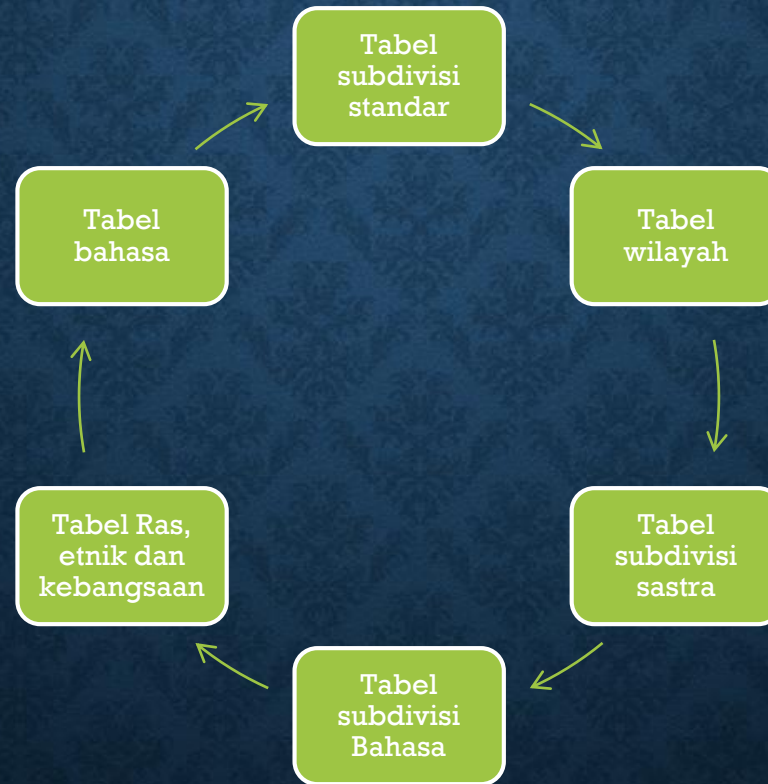 Tabel
subdivisi
standar
Tabel
wilayah
Tabel
subdivisi
sastra
Tabel
subdivisi
Bahasa
Tabel Ras,
etnik dan
kebangsaan
Tabel
bahasa